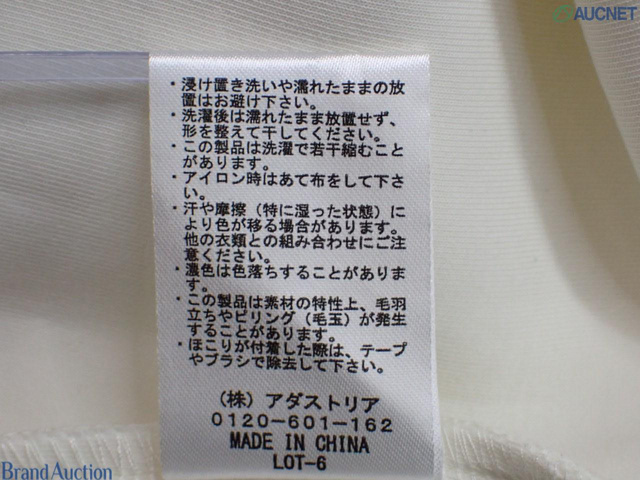 AUCNET
・浸け置き洗いや濡れたままの放
置はお避け下さい。
・洗濯後は濡れたまま放置せず、
形を整えて干してください。
・この製品は洗濯で若干縮むこと
があります。
・アイロン時はあて布をして下さ
い。
・汗や摩擦（特に湿った状態）に
より色が移る場合があります。
他の衣類との組み合わせにご注
意ください。
・濃色は色落ちすることがありま
す。
・この製品は素材の特性上、毛羽
立ちやピリング（毛玉）が発生
することがあります。
・ほこりが付着した際は、テープ
やブラシで除去して下さい。
（株）アダストリア
0120-601-162
MADE IN CHINA
LOT-6
Brand Auction